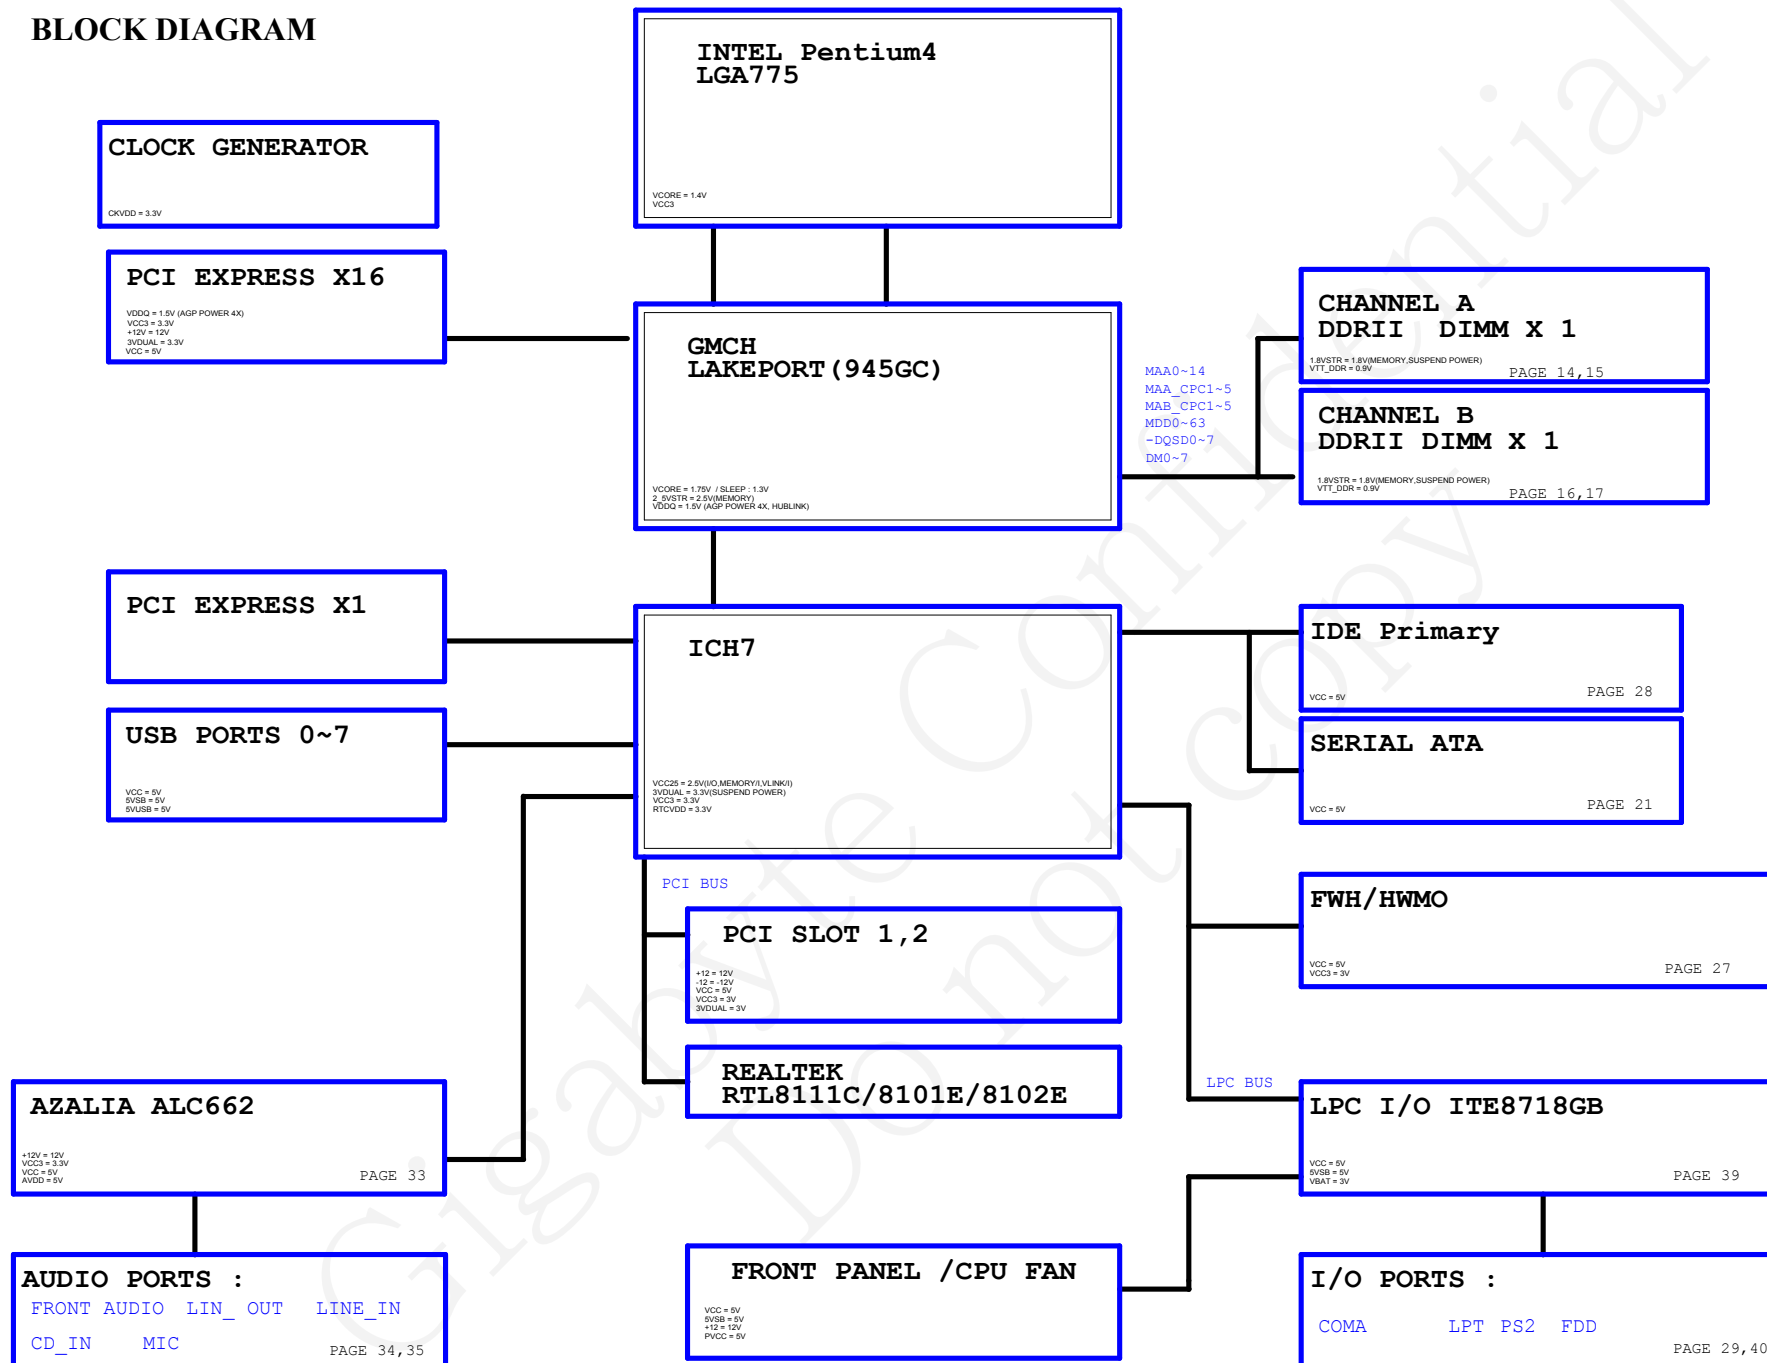 BLOCK DIAGRAM
INTEL Pentium4
LGA775
VCORE = 1.4V
VCC3
CLOCK GENERATOR
CKVDD = 3.3V
PCI EXPRESS X16
VDDQ = 1.5V (AGP POWER 4X)
VCC3 = 3.3V
+12V = 12V
3VDUAL = 3.3V
VCC = 5V
GMCH
LAKEPORT(945GC)
VCORE = 1.75V / SLEEP : 1.3V
2_5VSTR = 2.5V(MEMORY)
VDDQ = 1.5V (AGP POWER 4X, HUBLINK)
MAA0~14
MAA_CPC1~5
MAB_CPC1~5
MDD0~63
-DQSD0~7
DM0~7
CHANNEL A
DDRII DIMM X 1
1.8VSTR = 1.8V(MEMORY,SUSPEND POWER)
VTT_DDR = 0.9V
PAGE 14,15
CHANNEL B
DDRII DIMM X 1
1.8VSTR = 1.8V(MEMORY,SUSPEND POWER)
VTT_DDR = 0.9V
PAGE 16,17
PCI EXPRESS X1
USB PORTS 0~7
VCC = 5V
5VSB = 5V
5VUSB = 5V
ICH7
VCC25 = 2.5V(I/O,MEMORY/I,VLINK/I)
3VDUAL = 3.3V(SUSPEND POWER)
VCC3 = 3.3V
RTCVDD = 3.3V
IDE Primary
VCC = 5V
PAGE 28
SERIAL ATA
VCC = 5V
PAGE 21
PCI BUS
PCI SLOT 1,2
+12 = 12V
-12 = -12V
VCC = 5V
VCC3 = 3V
3VDUAL = 3V
FWH/HWMO
VCC = 5V
VCC3 = 3V
PAGE 27
REALTEK
RTL8111C/8101E/8102E
LPC BUS
AZALIA ALC662
+12V = 12V
VCC3 = 3.3V
VCC = 5V
AVDD = 5V
PAGE 33
LPC I/O ITE8718GB
VCC = 5V
5VSB = 5V
VBAT = 3V
PAGE 39
AUDIO PORTS :
FRONT AUDIO LIN_ OUT LINE_IN
CD_IN MIC
PAGE 34,35
FRONT PANEL /CPU FAN
VCC = 5V
5VSB = 5V
+12 = 12V
PVCC = 5V
I/O PORTS :
COMA LPT PS2 FDD
PAGE 29,40
Gigabyte Confidential
Do not copy